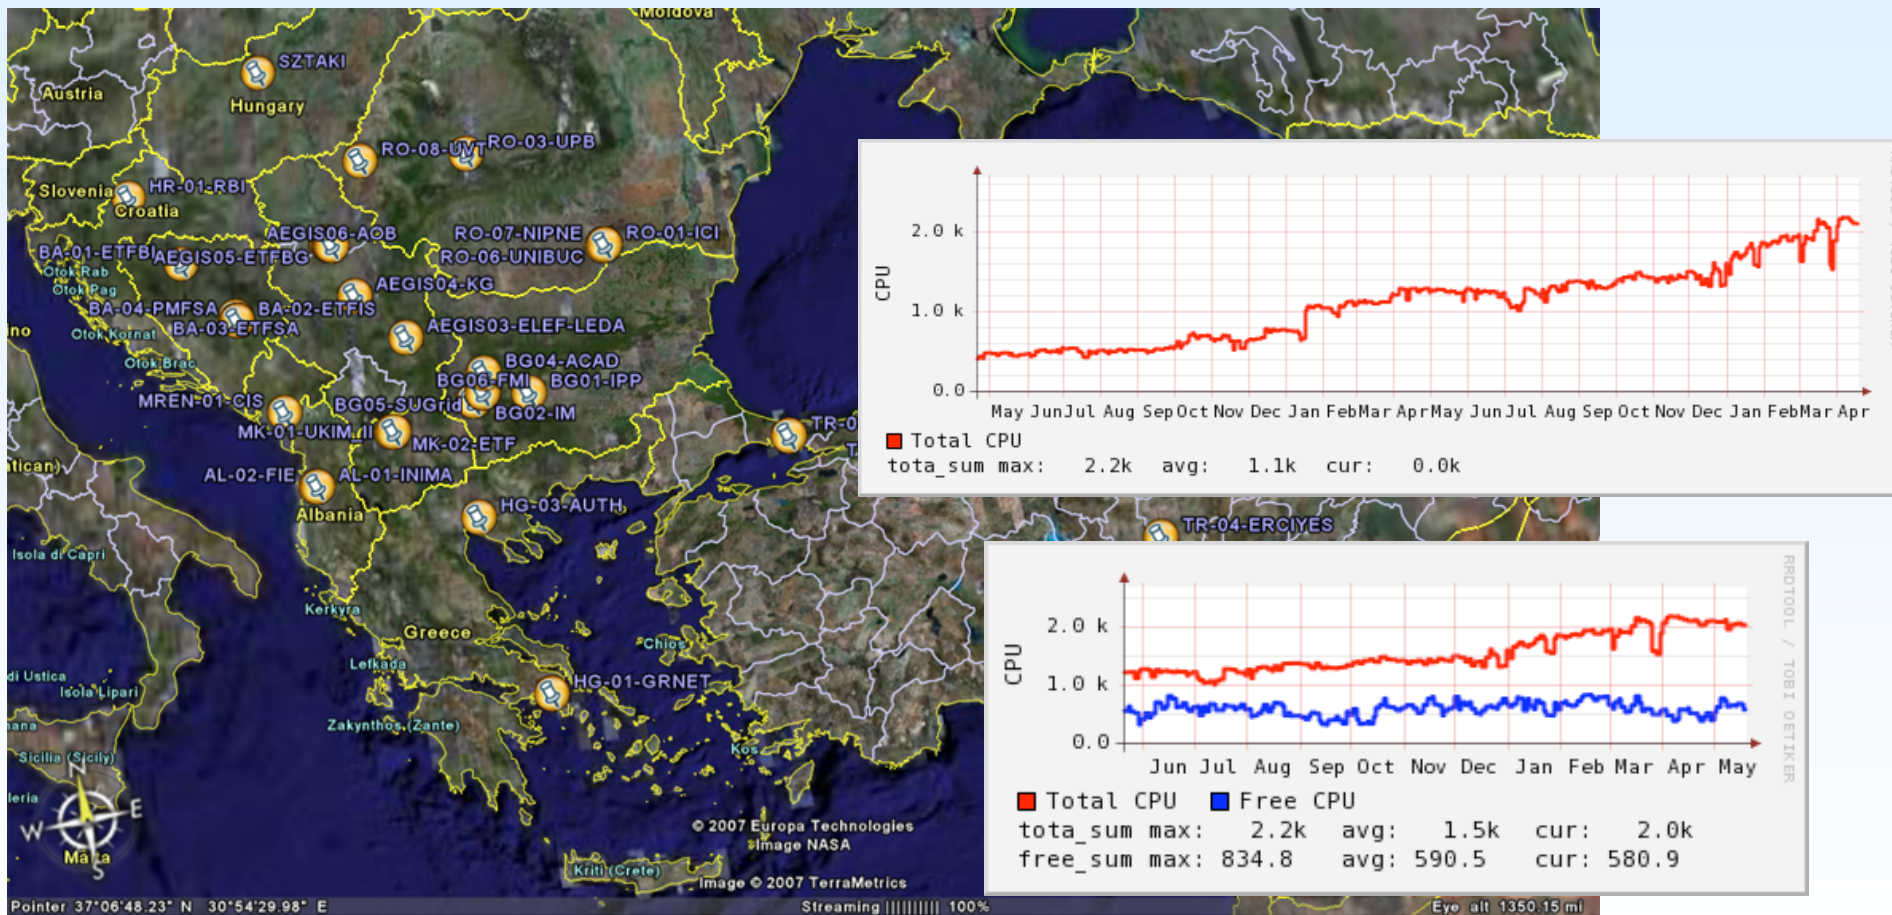 Moldova
SZTAKI
Austria
Hungary
RO-08-UVT
RO-03-UPB
Slovenia
HR-01-RBI
Croatia
AEGIS06-AOB
RO-07-NIPNE
RO-01-ICI
BA-01-ETFBL
AEGIS05-ETFBG
RO-06-UNIBUC
Otok Rab
Otok Pag
AEGIS04-KG
BA-04-PMFSA
BA-02-ETFIS
BA-03-ETFSA
AEGIS03-ELEF-LEDA
ino
Otok Kornat
Otok Brac
BG04-ACAD
BG06-FMI
BG01-IPP
MREN-01-CIS
BG05-SUGrid
BG02-IM
MK-01-UKIM_II
MK-02-ETF
TR-0
T
atican)
AL-02-FIE
AL-01-INIMA
Albania
HG-03-AUTH
TR-04-ERCIYES
Isola di Capri
Kerkyra
Greece
Chios
Lefkada
di Ustica
Isola Lipari
HG-01-GRNET
Zakynthos (Zante)
ana
Kos
Sicilia (Sicily)
leria
N
W
E
S
Malta
© 2007 Europa Technologies
Image NASA
Kriti (Crete)
Image © 2007 TerraMetrics
Pointer 37°06'48.23" N 30°54'29.98" E
Streaming |||||||||| 100%
Eye alt 1350.15 mi
CPU
2.0 k
1.0 k
0.0
May Jun Jul Aug Sep Oct Nov Dec Jan Feb Mar Apr May Jun Jul Aug Sep Oct Nov Dec Jan Feb Mar Apr
Total CPU
tota_sum max: 2.2k avg: 1.1k cur: 0.0k
RRDTOOL / TOBI OETIKER
CPU
2.0 k
1.0 k
0.0
Jun Jul Aug Sep Oct Nov Dec Jan Feb Mar Apr May
Total CPU Free CPU
tota_sum max: 2.2k avg: 1.5k cur: 2.0k
free_sum max: 834.8 avg: 590.5 cur: 580.9